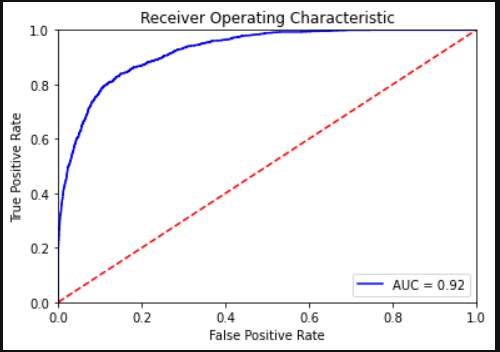 Receiver Operating Characteristic
1.0
0.8
0.6
0.4
0.2
0.0
True Positive Rate
AUC = 0.92
0.0 0.2 0.4 0.6 0.8 1.0
False Positive Rate